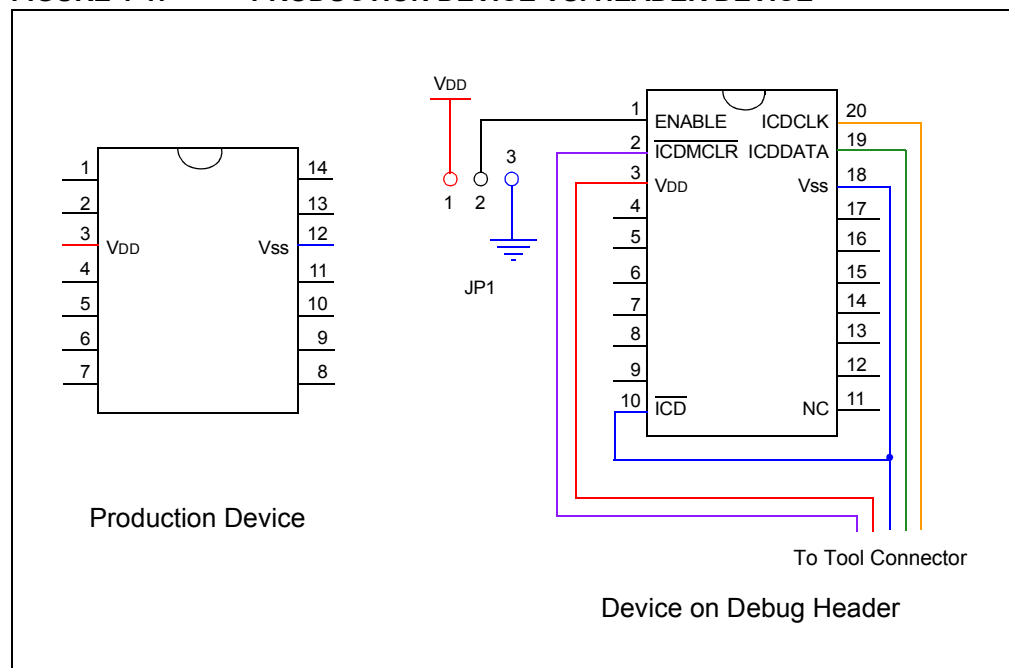 FIGURE PRODUCTION DEVICE VS. HEADER DEVICE
1
2
3
4
5
6
7
VDD
VSS
14
13
12
11
10
9
8
Production Device
VDD
1
2
3
JP1
1
2
3
4
5
6
7
8
9
10
ENABLE
ICDMCLR
VDD
ICD
ICDCLK
ICDDATA
VSS
NC
20
19
18
17
16
15
14
13
12
11
To Tool Connector
Device on Debug Header